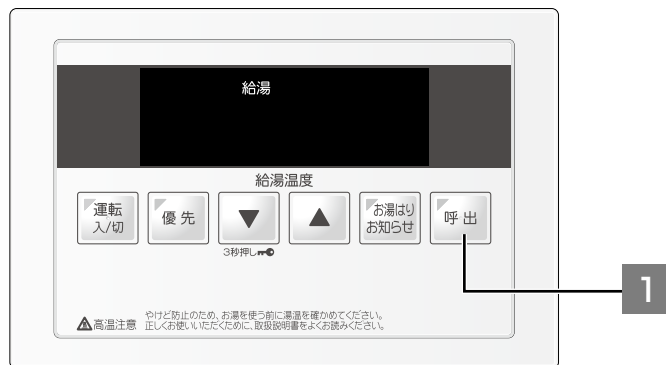 給湯
給湯温度
運転
入/切
優先
▼
▲
お湯はり
お知らせ
呼出
3秒押し
1
高温注意
やけど防止のため、お湯を使う前に湯温を確かめてください。
正しくお使いいただくために、取扱説明書をよくお読みください。